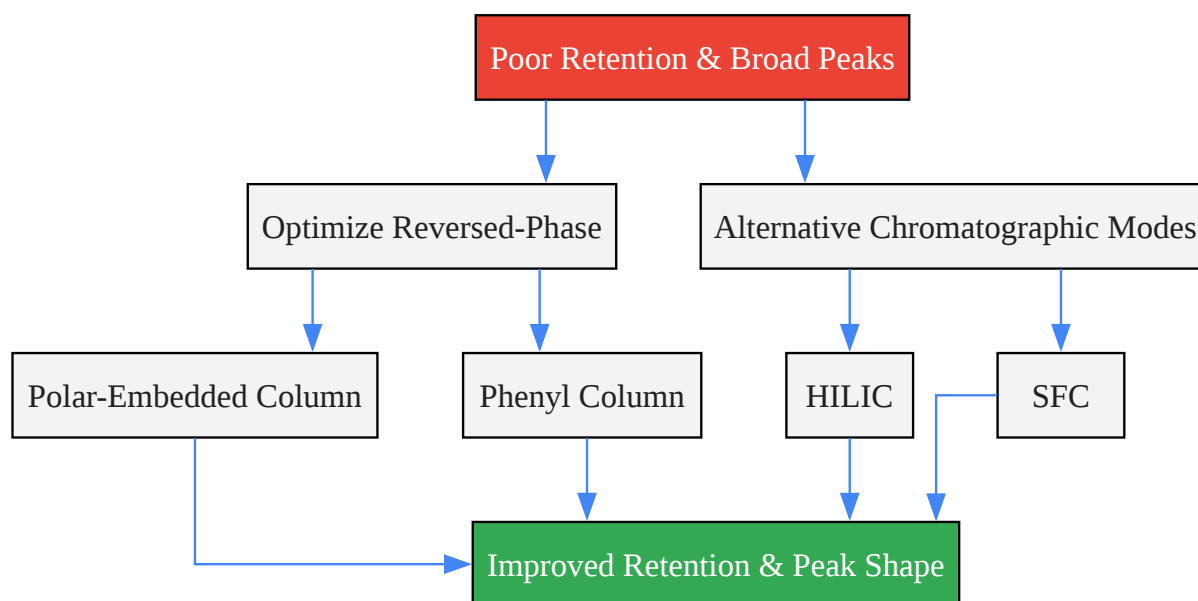 Poor Retention & Broad Peaks
Optimize Reversed-Phase
Alternative Chromatographic Modes
Polar-Embedded Column
Phenyl Column
HILIC
SFC
Improved Retention & Peak Shape